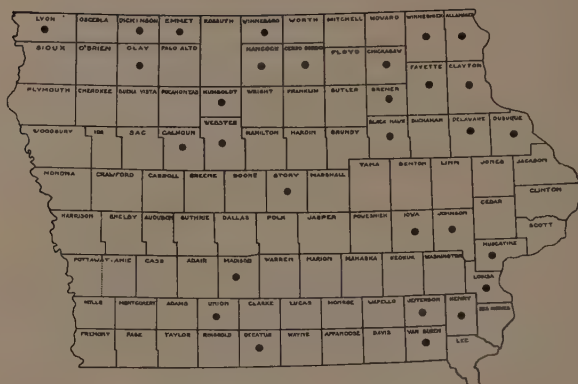 LYON OSCEOLA DICKINSON EMMET KOSSUTH WINNEBAGO WORTH MITCHELL HOWARD WINNESHIEK ALLAMAKEE
SIOUX O'BRIEN CLAY PALO ALTO HANCOCK CERRO GORDO FLOYD CHICKASAW
FAYETTE CLAYTON
PLYMOUTH CHEROKEE BUENA VISTA POCAHONTAS HUMBOLDT WRIGHT FRANKLIN BUTLER BREMER
WEBSTER
WOODBURY IDA SAC CALHOUN HAMILTON HARDIN GRUNDY BLACK HAWK BUCHANAN DELAWARE DUBUQUE
TAMA BENTON LINN JONES JACKSON
MONONA CRAWFORD CARROLL GREENE BOONE STORY MARSHALL
CLINTON
CEDAR
SCOTT
HARRISON SHELBY AUDUBON GUTHRIE DALLAS POLK JASPER POWESHIEK IOWA JOHNSON
MUSCATINE
POTTAWATTAMIE CASS ADAIR MADISON WARREN MARION MAHASKA KEOKUK WASHINGTON
LOUISA
MILLS MONTGOMERY ADAMS UNION CLARKE LUCAS MONROE WAPELLO JEFFERSON HENRY DES MOINES
FREMONT PAGE TAYLOR RINGGOLD DECATUR WAYNE APPANOOSE DAVIS VAN BUREN
LEE